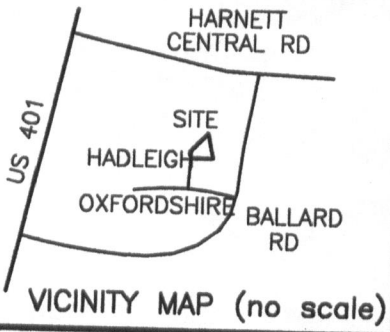 HARNETT
CENTRAL RD
US 401
SITE
HADLEIGH
OXFORDSHIRE
BALLARD
RD
VICINITY MAP (no scale)